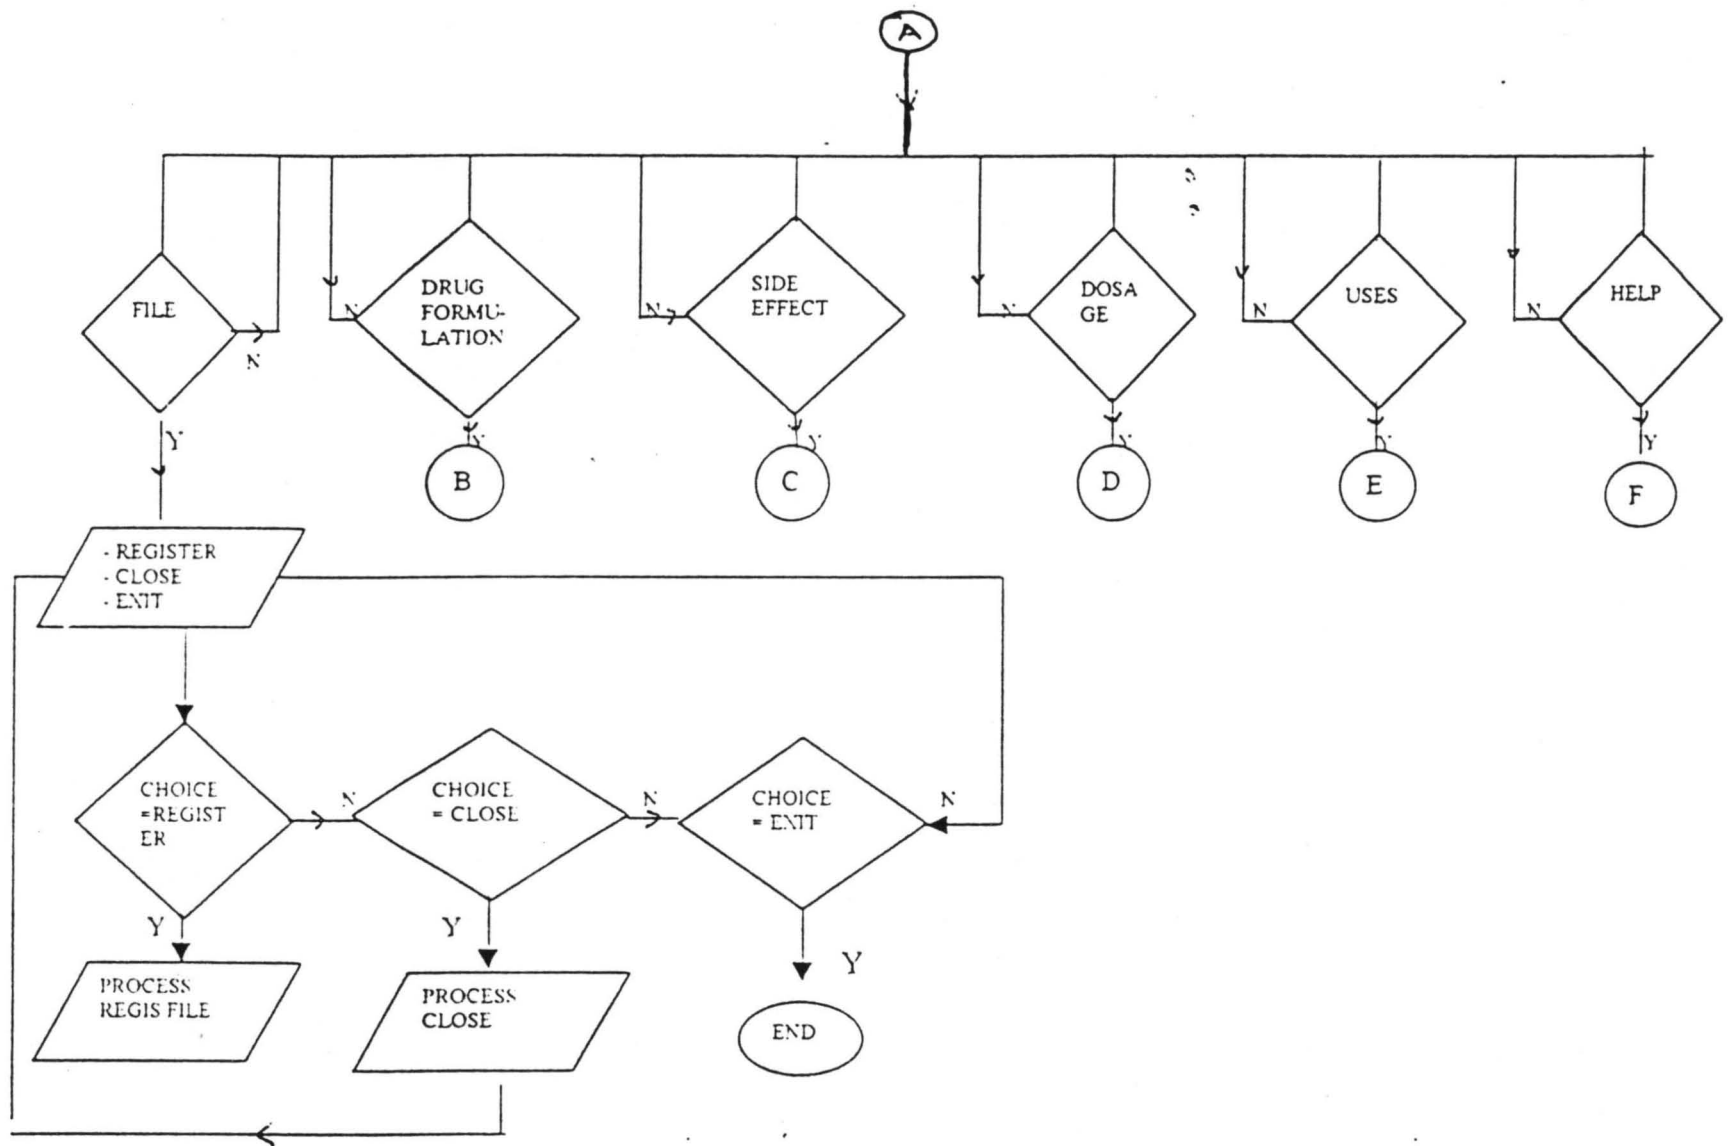 A
FILE
N
Y
N
DRUG
FORMU-
LATION
Y
B
N
SIDE
EFFECT
Y
C
N
DOSA
GE
Y
D
N
USES
Y
E
N
HELP
Y
F
- REGISTER
- CLOSE
- EXIT
CHOICE
=REGIST
ER
N
CHOICE
= CLOSE
N
CHOICE
= EXIT
N
Y
Y
Y
PROCESS
REGIS FILE
PROCESS
CLOSE
END